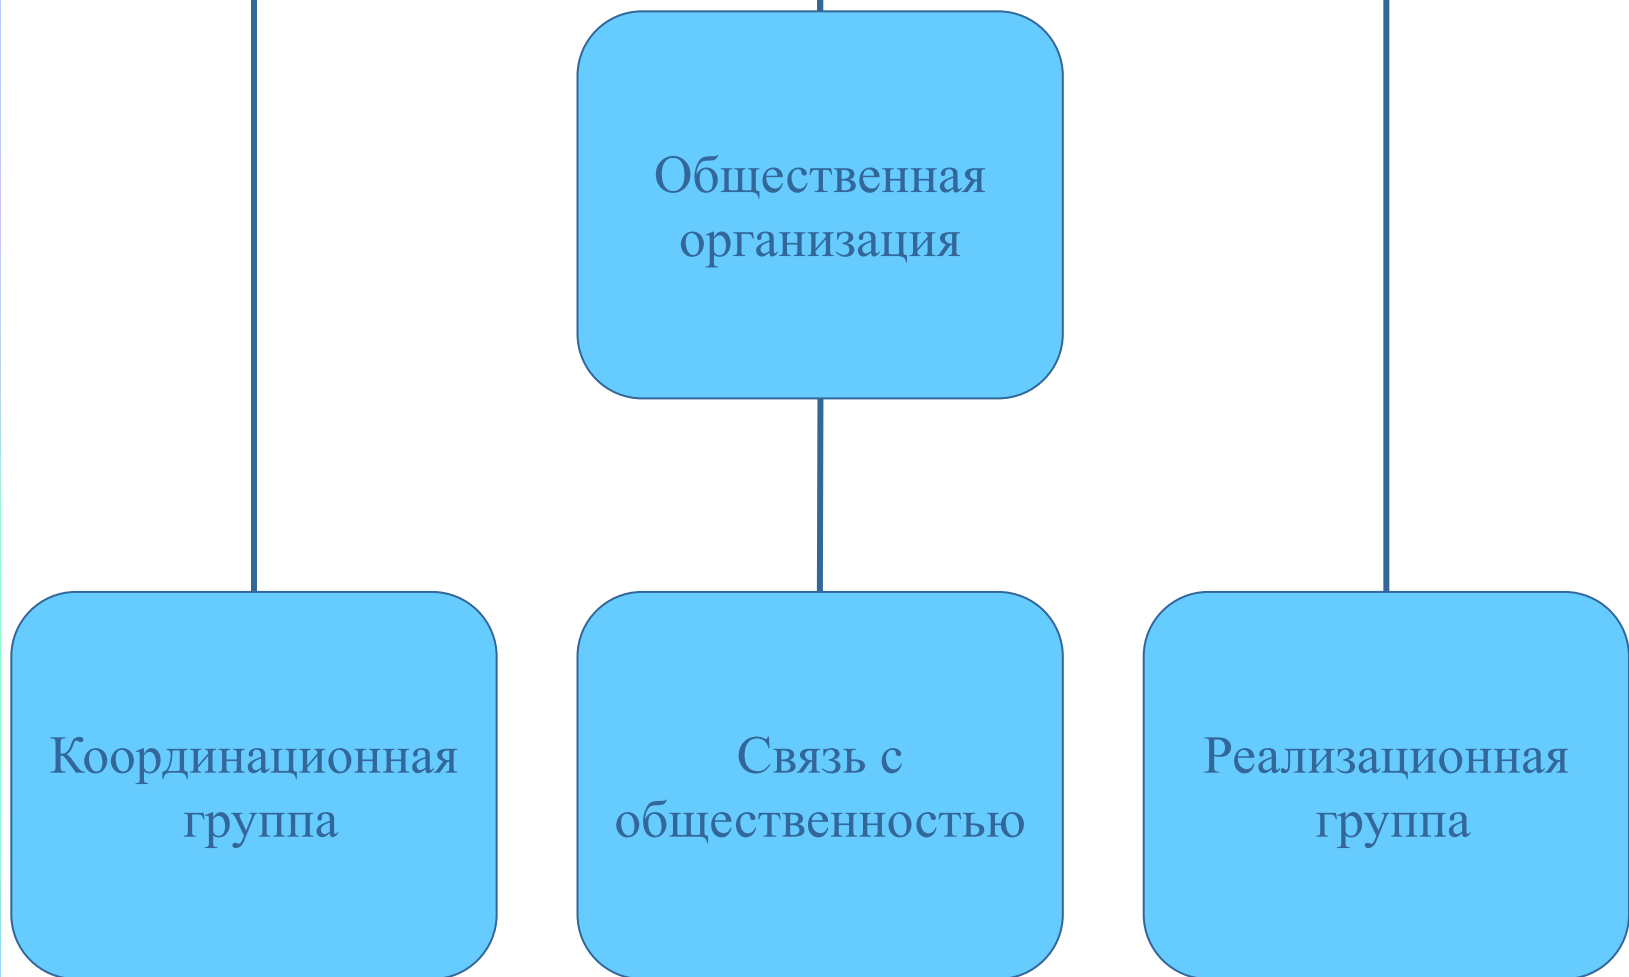 Общественная
организация
Координационная
группа
Связь с
общественностью
Реализационная
группа